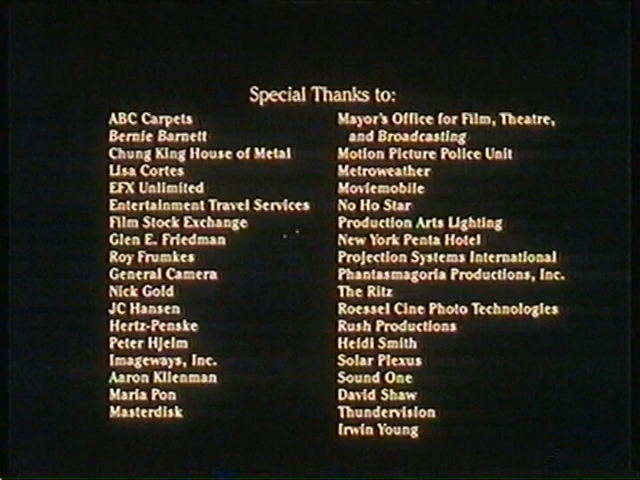 Special Thanks to:
ABC Carpets
Bernie Barnett
Chung King House of Metal
Lisa Cortes
EFX Unlimited
Entertainment Travel Services
Film Stock Exchange
Glen E. Friedman
Roy Frumkes
General Camera
Nick Gold
JC Hansen
Hertz-Penske
Peter Hjelm
Imageways, Inc.
Aaron Klienman
Maria Pon
Masterdisk
Mayor's Office for Film, Theatre,
and Broadcasting
Motion Picture Police Unit
Metroweather
Moviemobile
No Ho Star
Production Arts Lighting
New York Penta Hotel
Projection Systems International
Phantasmagoria Productions, Inc.
The Ritz
Roessel Cine Photo Technologies
Rush Productions
Heidi Smith
Solar Plexus
Sound One
David Shaw
Thundervision
Irwin Young